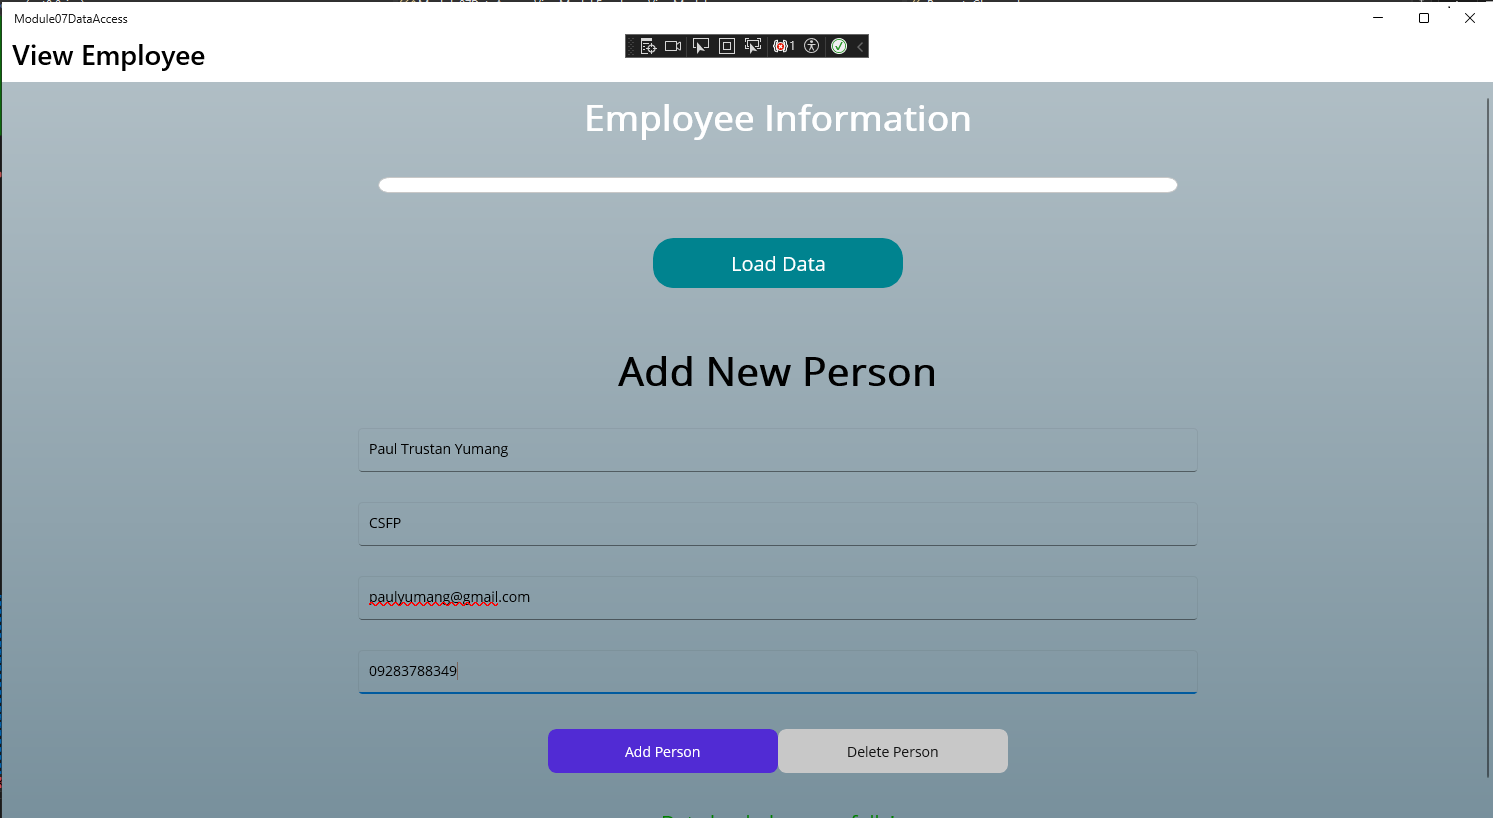 Module07DataAccess
View Employee
1
Employee Information
Load Data
Add New Person
Paul Trustan Yumang
CSFP
paulyumang@gmail.com
09283788349
Add Person
Delete Person